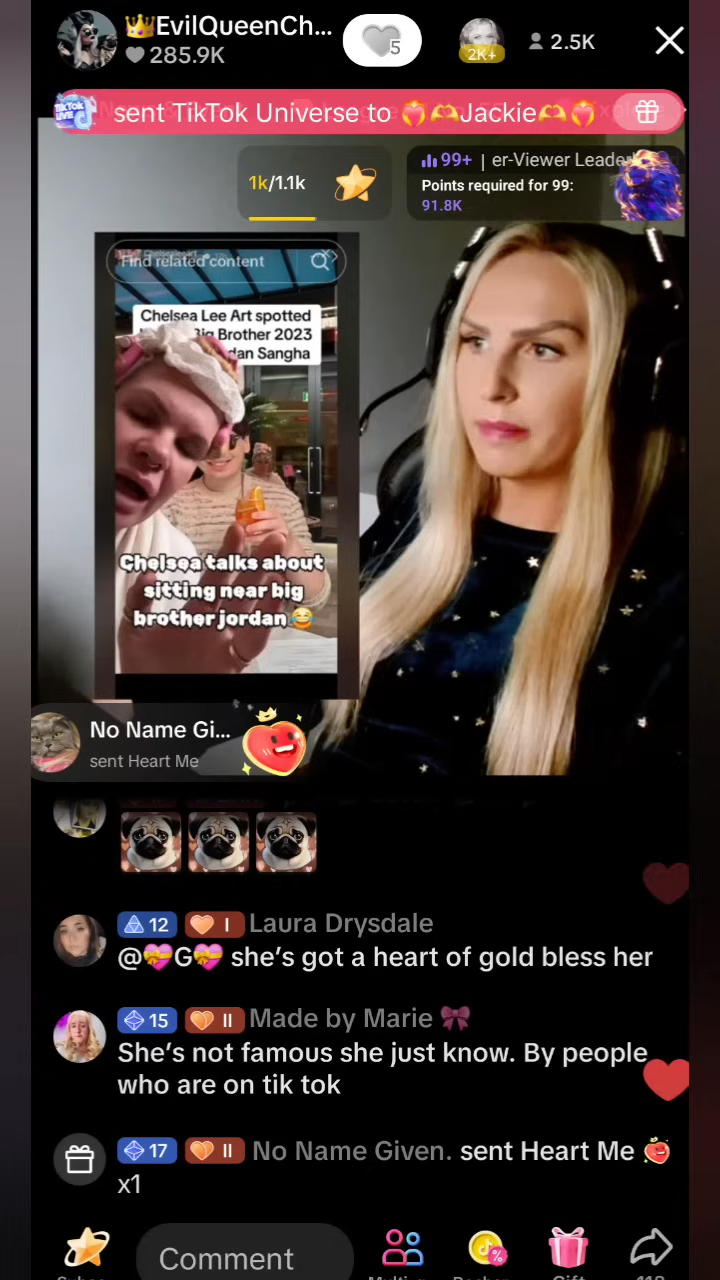 👑EvilQueenCh...
285.9K
5
2K+
2.5K
TikTok
LIVE
sent TikTok Universe to ❤️‍🔥🫶Jackie🫶❤️‍🔥
1k/1.1k
99+ | er-Viewer Leader
Points required for 99:
91.8K
Find related content
Chelsea Lee Art spotted
Big Brother 2023
dan Sangha
Chelsea talks about
sitting near big
brother jordan 😂
No Name Gi...
sent Heart Me
12 I Laura Drysdale
@💝G💝 she's got a heart of gold bless her
15 II Made by Marie 🎀
She's not famous she just know. By people
who are on tik tok
17 II No Name Given. sent Heart Me
x1
Comment
Gift